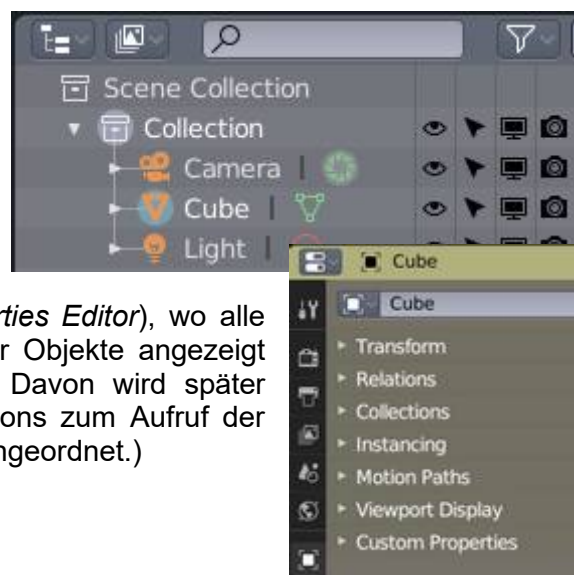 Scene Collection
Collection
Camera
Cube
Light
Cube
Cube
Transform
Relations
Collections
Instancing
Motion Paths
Viewport Display
Custom Properties
rties Editor), wo alle
r Objekte angezeigt
Davon wird später
ons zum Aufruf der
ngeordnet.)